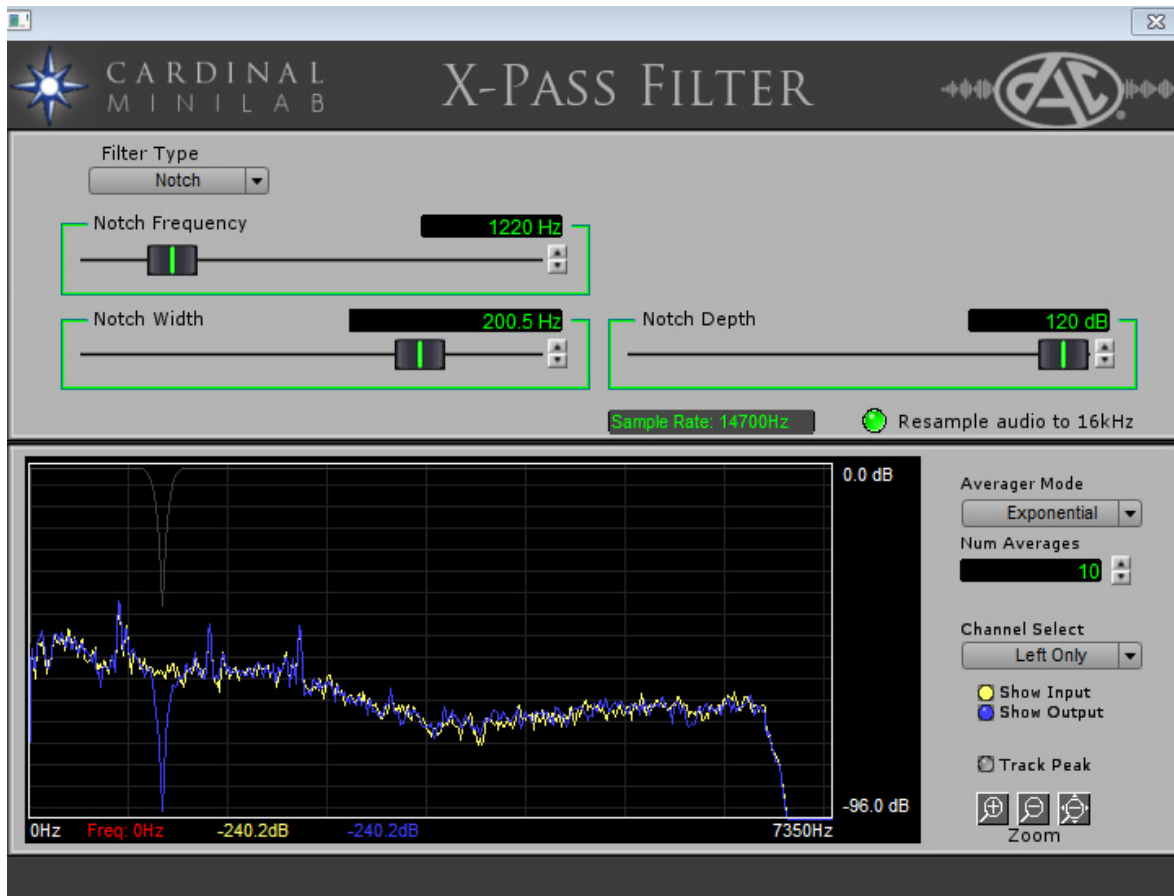 CARDINAL
MINILAB
X-PASS FILTER
DAC
Filter Type
Notch
Notch Frequency
1220 Hz
Notch Width
200.5 Hz
Notch Depth
120 dB
Sample Rate: 14700Hz
Resample audio to 16kHz
0.0 dB
-96.0 dB
0Hz Freq: 0Hz -240.2dB -240.2dB 7350Hz
Averager Mode
Exponential
Num Averages
10
Channel Select
Left Only
Show Input
Show Output
Track Peak
Zoom